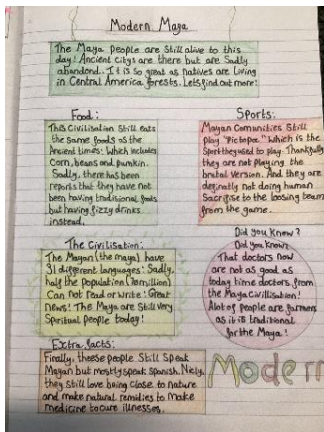 Modern Maya
The Maya people are still alive to this
day! Ancient citys are there but are sadly
abandond. It is so great as natives are living
in Central America forests. Lets find out more:
Food:
This Civilisation still eats
the same foods as the
Ancient times: Which includes
Corn, beans and pumkin.
Sadly, there has been
reports that they have not
been having traditional foods
but having fizzy drinks
instead.
Sports:
Mayan Comunities still
play "Pictope." Which is the
Sport they used to play. Thankfully
they are not playing the
brutal version. And they are
deginatly not doing human
Sacrifise to the loosing team
from the game.
The Civilisation:
The Mayan (the maya) have
31 different languages! Sadly,
half the population (7 million)
Can not read or write! Great
news! The Maya are still very
Spiritual people today!
Did you know?
Did you know
That doctors now
are not as good as
today time doctors, from
the Maya Civilisation!
Alot of people are farmers
as it is traditional
for the Maya!
Extra facts:
Finally, theese people still speak
Mayan but mostly speak spanish. Nicly,
they still love being close to nature
and make natural remidies to make
medicine to cure illnesses.
Modern